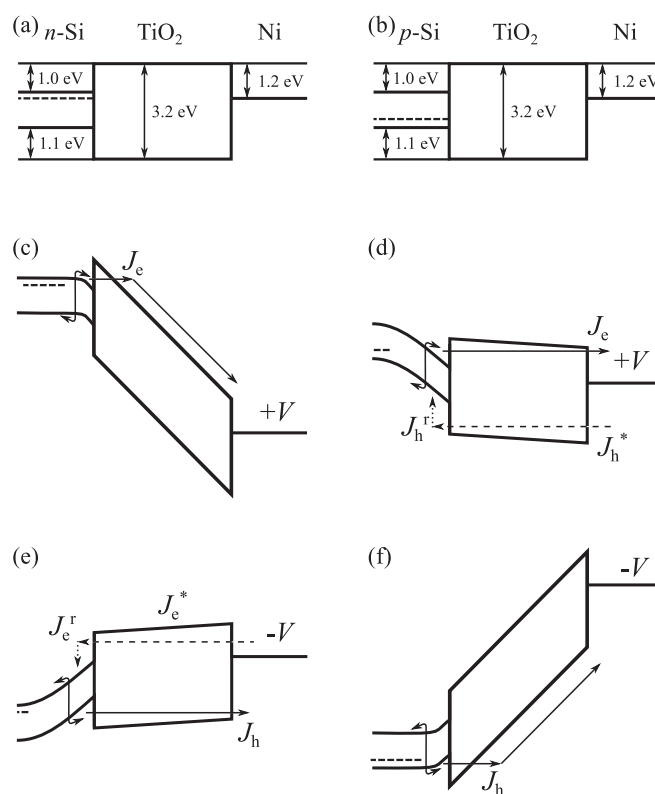 (a) n-Si TiO₂ Ni
1.0 eV
1.2 eV
3.2 eV
1.1 eV
(b) p-Si TiO₂ Ni
1.0 eV
1.2 eV
3.2 eV
1.1 eV
(c)
Jₑ
+V
(d)
Jₑ
+V
Jₕʳ
Jₕ*
(e)
Jₑʳ
Jₑ*
-V
Jₕ
(f)
-V
Jₕ